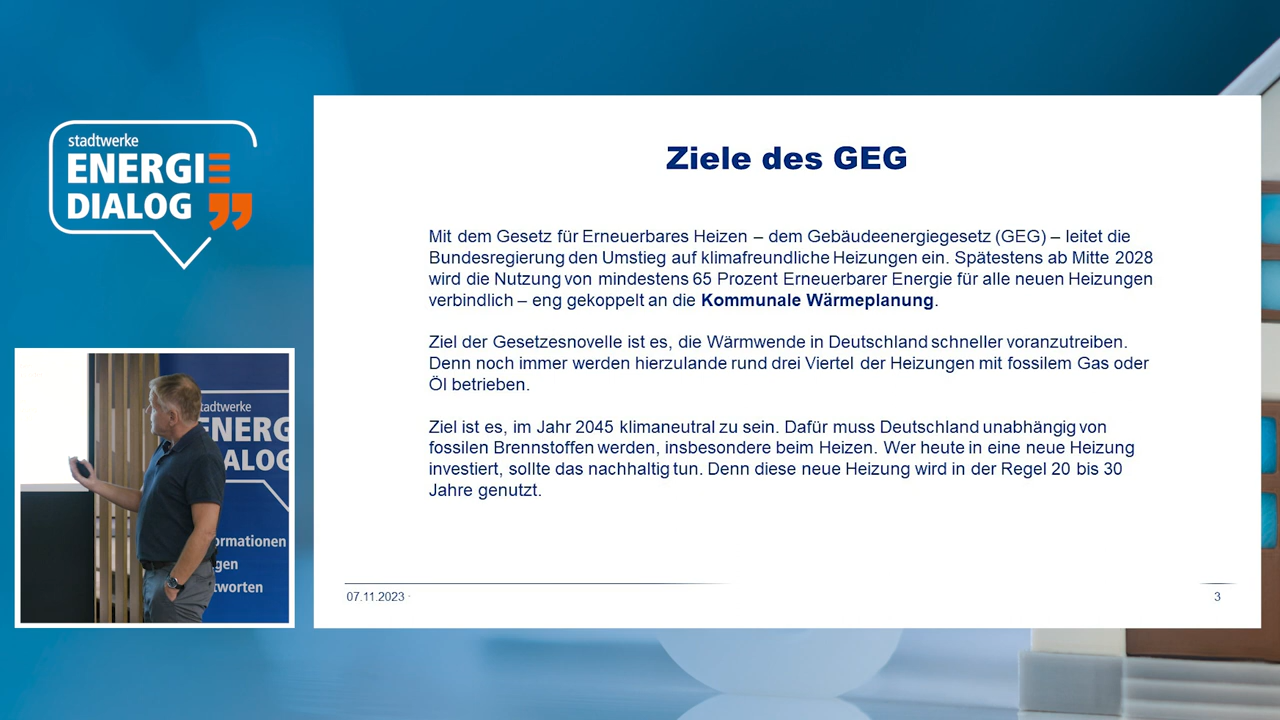 stadtwerke
ENERGIE
DIALOG
Ziele des GEG
Mit dem Gesetz für Erneuerbares Heizen – dem Gebäudeenergiegesetz (GEG) – leitet die
Bundesregierung den Umstieg auf klimafreundliche Heizungen ein. Spätestens ab Mitte 2028
wird die Nutzung von mindestens 65 Prozent Erneuerbarer Energie für alle neuen Heizungen
verbindlich – eng gekoppelt an die Kommunale Wärmeplanung.
Ziel der Gesetzesnovelle ist es, die Wärmwende in Deutschland schneller voranzutreiben.
Denn noch immer werden hierzulande rund drei Viertel der Heizungen mit fossilem Gas oder
Öl betrieben.
Ziel ist es, im Jahr 2045 klimaneutral zu sein. Dafür muss Deutschland unabhängig von
fossilen Brennstoffen werden, insbesondere beim Heizen. Wer heute in eine neue Heizung
investiert, sollte das nachhaltig tun. Denn diese neue Heizung wird in der Regel 20 bis 30
Jahre genutzt.
07.11.2023
3
stadtwerke
ENERG
ALOG
ormationen
gen
tworten